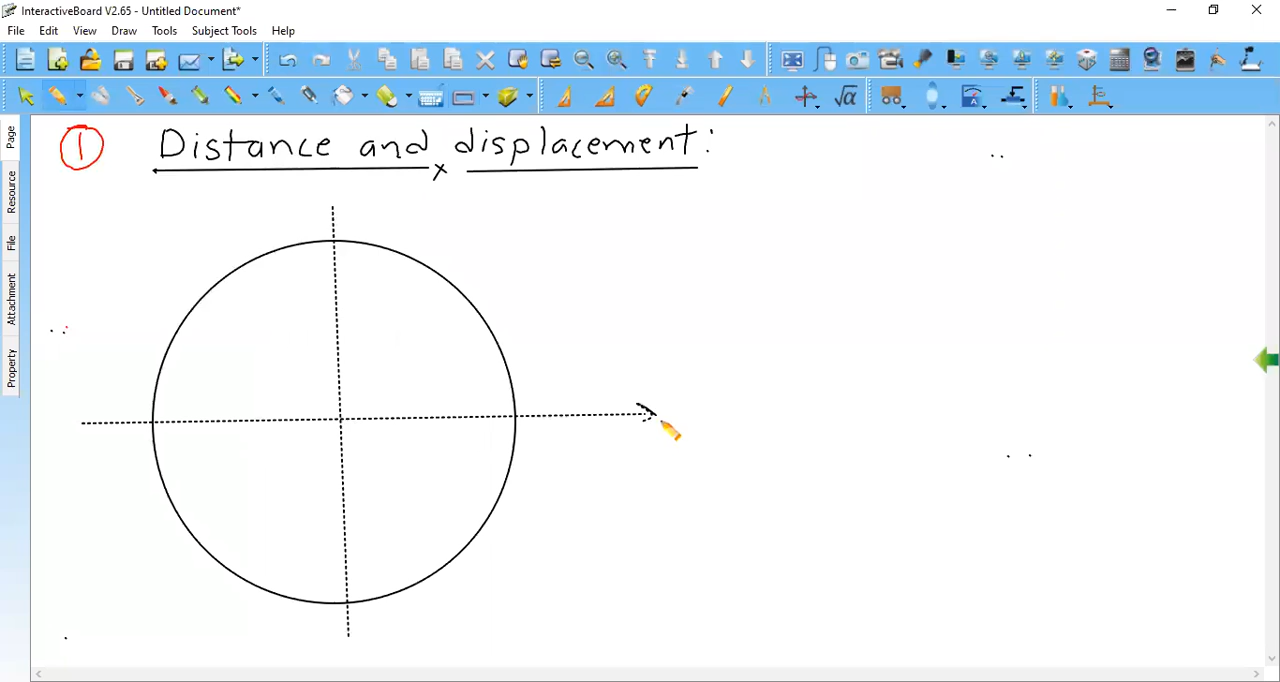 InteractiveBoard V2.65 - Untitled Document*
File Edit View Draw Tools Subject Tools Help
Page
Resource
File
Attachment
Property
① Distance and displacement: